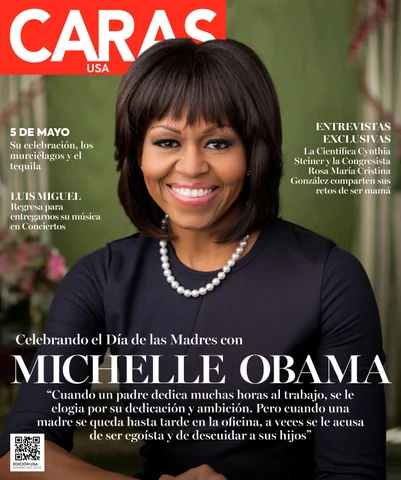 CARAS
USA
5 DE MAYO
Su celebración, los
murciélagos y el
tequila
LUIS MIGUEL
Regresa para
entregarnos su música
en Conciertos
ENTREVISTAS
EXCLUSIVAS
La Científica Cynthia
Steiner y la Congresista
Rosa María Cristina
González comparten sus
retos de ser mamá
Celebrando el Día de las Madres con
MICHELLE OBAMA
“Cuando un padre dedica muchas horas al trabajo, se le
elogia por su dedicación y ambición. Pero cuando una
madre se queda hasta tarde en la oficina, a veces se le acusa
de ser egoísta y de descuidar a sus hijos”
EDICIÓN USA